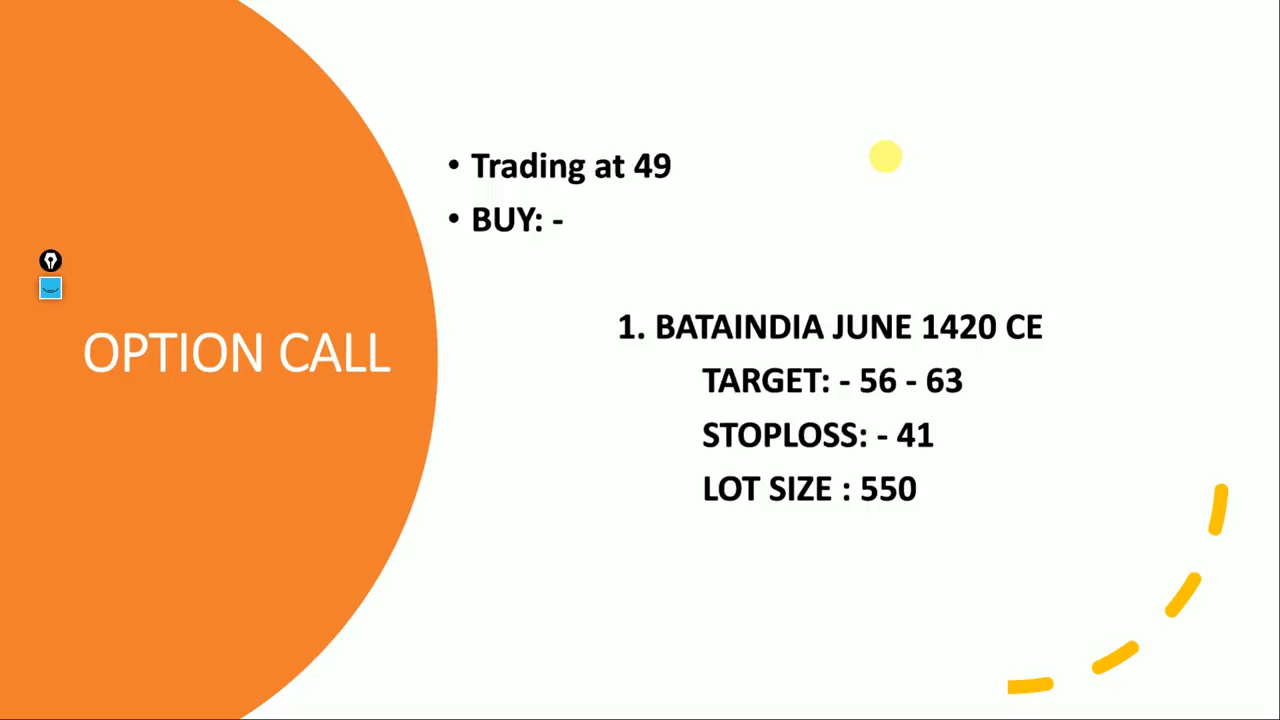 • Trading at 49
• BUY: -
OPTION CALL
1. BATAINDIA JUNE 1420 CE
TARGET: - 56 - 63
STOPLOSS: - 41
LOT SIZE : 550